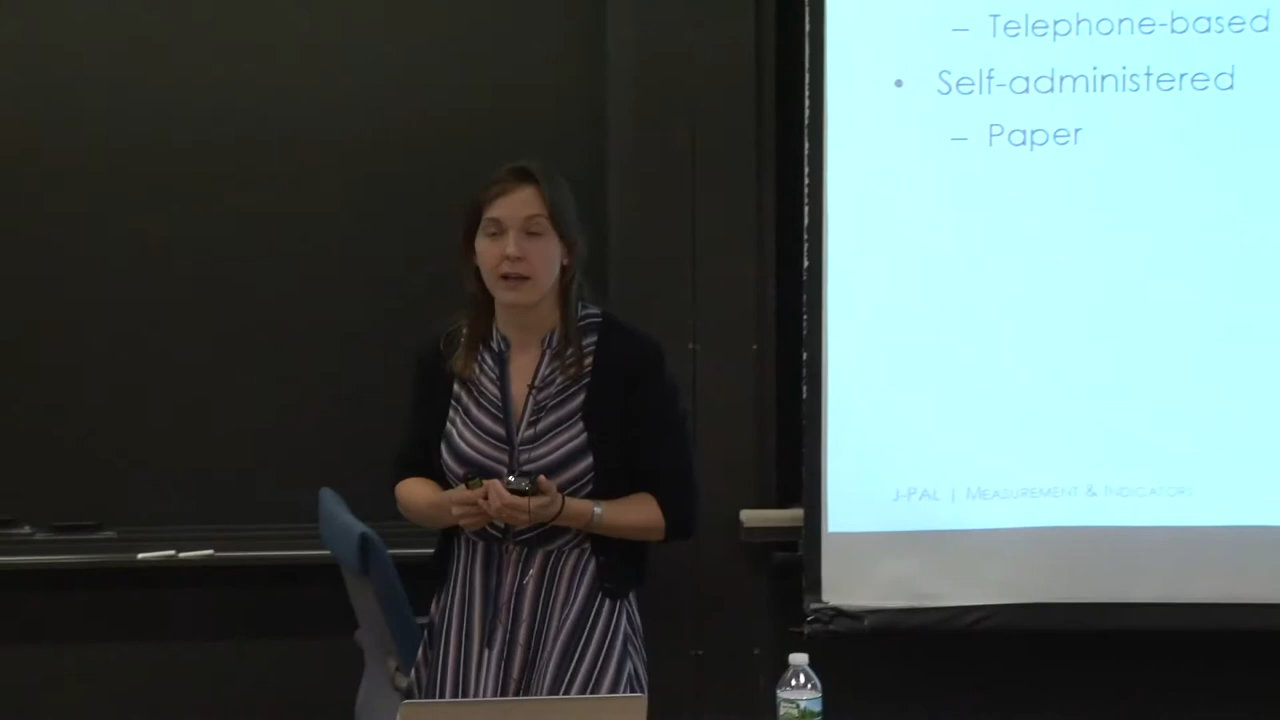 – Telephone-based
• Self-administered
– Paper
J-PAL | MEASUREMENT & INDICATORS